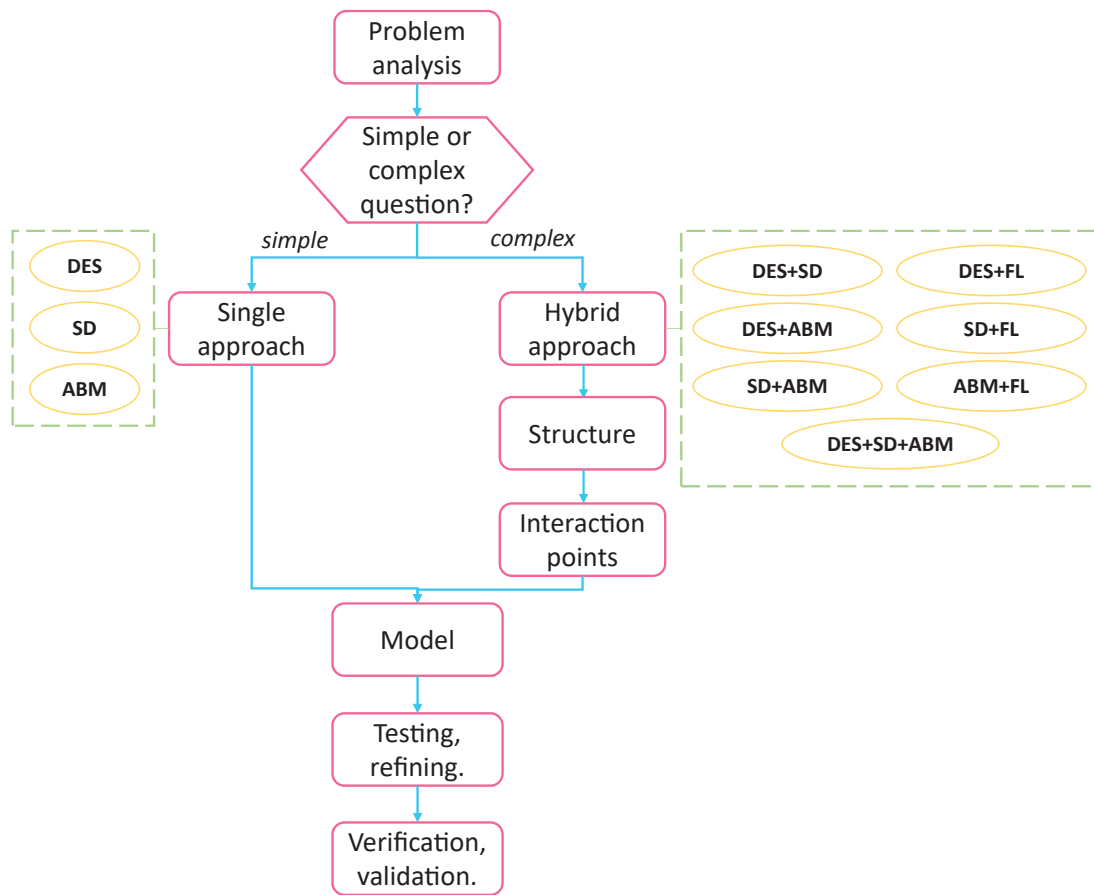 Problem
analysis
Simple or
complex
question?
simple
complex
DES
SD
ABM
Single
approach
Hybrid
approach
DES+SD
DES+FL
DES+ABM
SD+FL
SD+ABM
ABM+FL
DES+SD+ABM
Structure
Interaction
points
Model
Testing,
refining.
Verification,
validation.